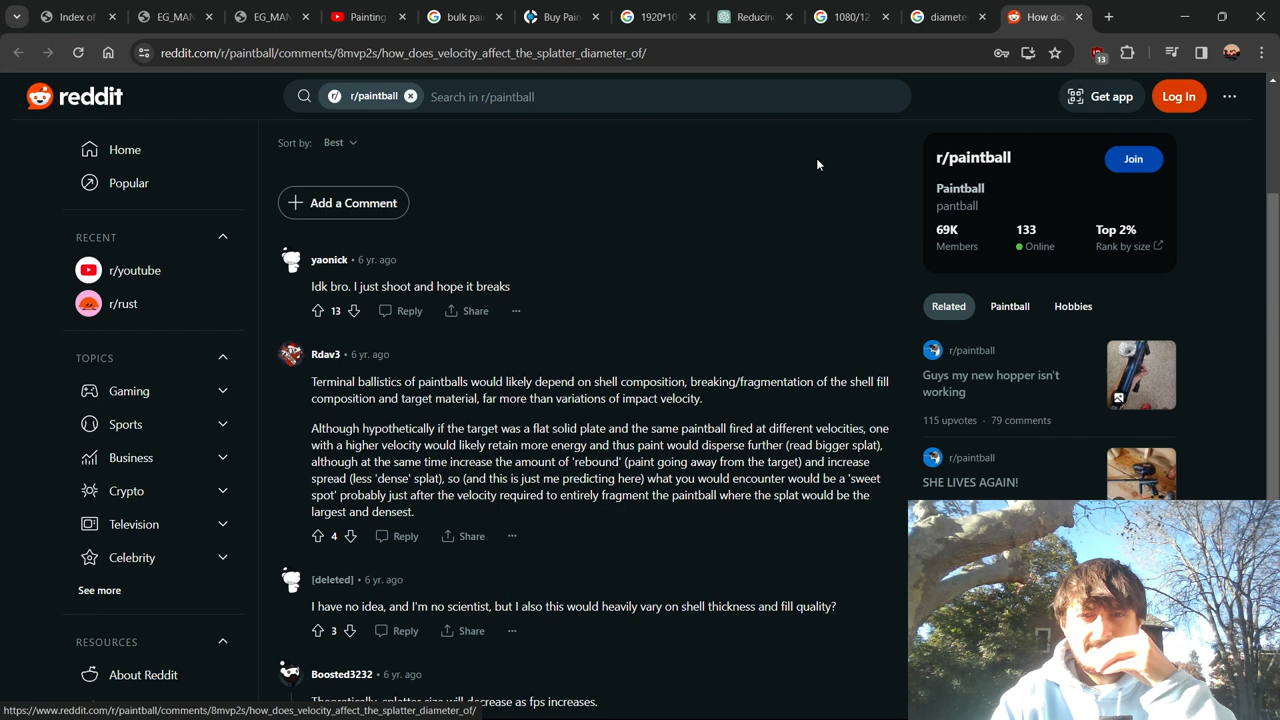 Index of
EG_MAN
EG_MAN
Painting
bulk pai
Buy Pain
1920*10
Reducin
1080/12
diamete
How doe
reddit.com/r/paintball/comments/8mvp2s/how_does_velocity_affect_the_splatter_diameter_of/
13
reddit
r/paintball
Search in r/paintball
Get app
Log In
Home
Popular
RECENT
r/youtube
r/rust
TOPICS
Gaming
Sports
Business
Crypto
Television
Celebrity
See more
RESOURCES
About Reddit
https://www.reddit.com/r/paintball/comments/8mvp2s/how_does_velocity_affect_the_splatter_diameter_of/
Sort by: Best
Add a Comment
yaonick • 6 yr. ago
Idk bro. I just shoot and hope it breaks
13 Reply Share
Rdav3 • 6 yr. ago
Terminal ballistics of paintballs would likely depend on shell composition, breaking/fragmentation of the shell fill
composition and target material, far more than variations of impact velocity.
Although hypothetically if the target was a flat solid plate and the same paintball fired at different velocities, one
with a higher velocity would likely retain more energy and thus paint would disperse further (read bigger splat),
although at the same time increase the amount of 'rebound' (paint going away from the target) and increase
spread (less 'dense' splat), so (and this is just me predicting here) what you would encounter would be a 'sweet
spot' probably just after the velocity required to entirely fragment the paintball where the splat would be the
largest and densest.
4 Reply Share
[deleted] • 6 yr. ago
I have no idea, and I'm no scientist, but I also this would heavily vary on shell thickness and fill quality?
3 Reply Share
Boosted3232 • 6 yr. ago
Theoretically, splatter size will decrease as fps increases.
r/paintball
Join
Paintball
pantball
69K 133 Top 2%
Members Online Rank by size
Related Paintball Hobbies
r/paintball
Guys my new hopper isn't
working
115 upvotes • 79 comments
r/paintball
SHE LIVES AGAIN!